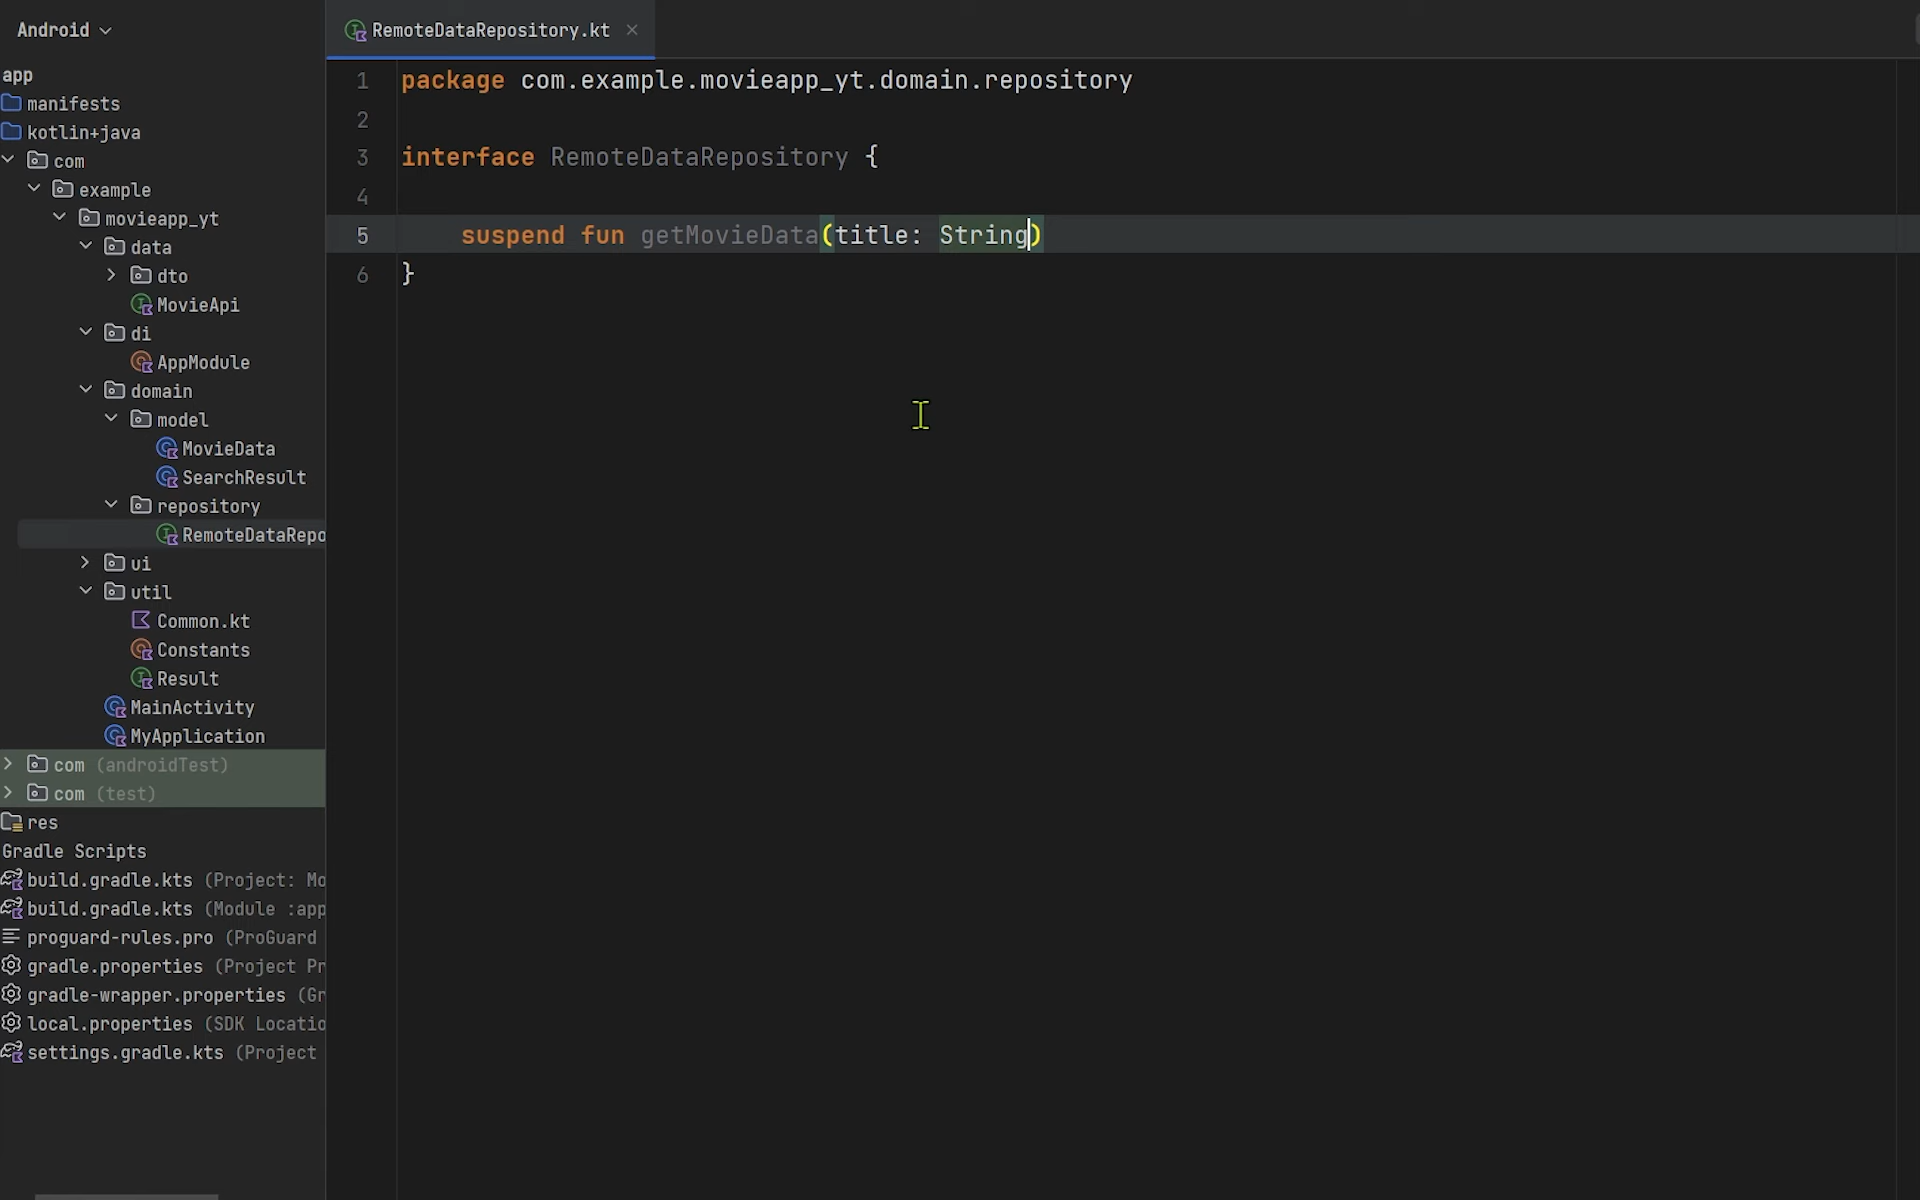 Android
app
manifests
kotlin+java
com
example
movieapp_yt
data
dto
MovieApi
di
AppModule
domain
model
MovieData
SearchResult
repository
RemoteDataRepo
ui
util
Common.kt
Constants
Result
MainActivity
MyApplication
com (androidTest)
com (test)
res
Gradle Scripts
build.gradle.kts (Project: Mo
build.gradle.kts (Module :app
proguard-rules.pro (ProGuard
gradle.properties (Project Pr
gradle-wrapper.properties (Gr
local.properties (SDK Locatio
settings.gradle.kts (Project
RemoteDataRepository.kt
1 package com.example.movieapp_yt.domain.repository
2
3 interface RemoteDataRepository {
4
5 suspend fun getMovieData(title: String)
6 }